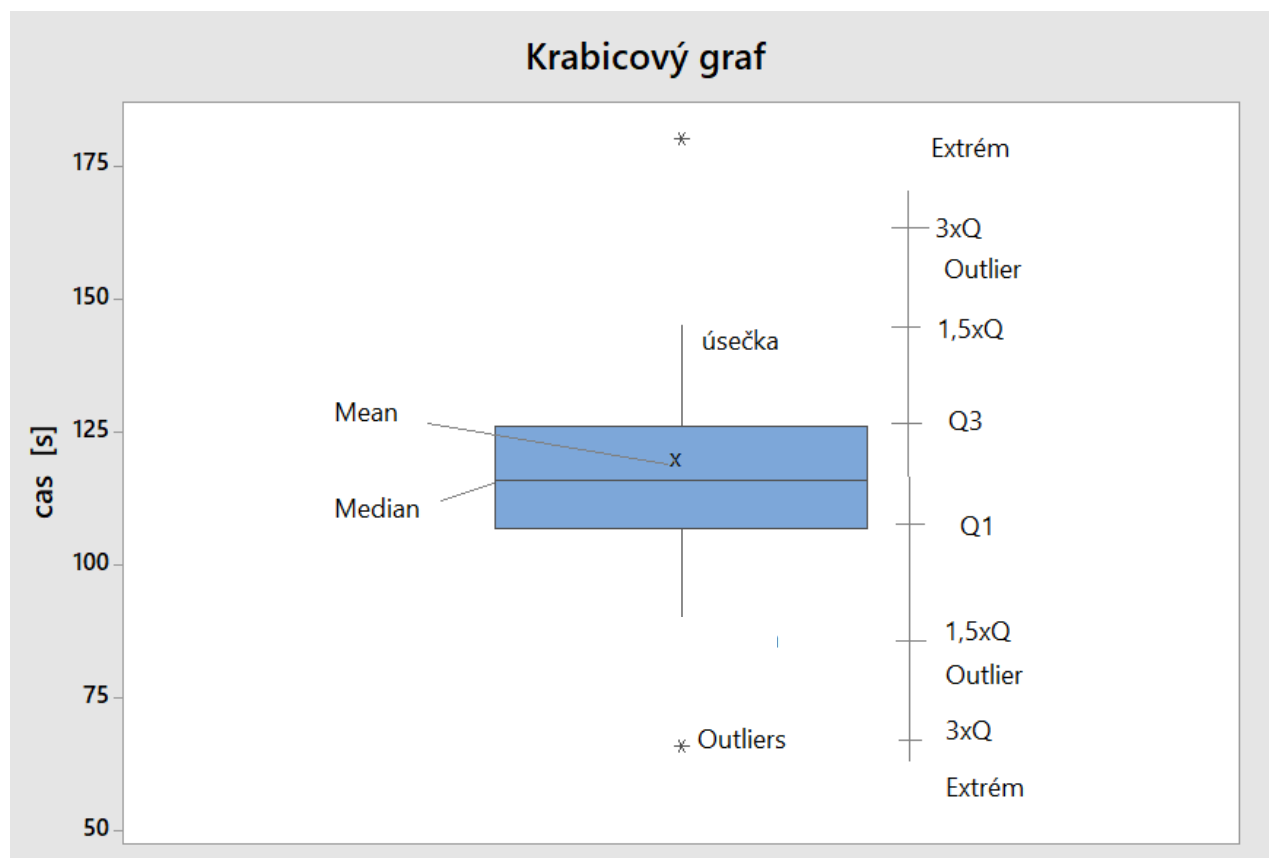 Krabicový graf
175
150
125
100
75
50
cas [s]
Mean
Median
x
úsečka
Outliers
Extrém
3xQ
Outlier
1,5xQ
Q3
Q1
1,5xQ
Outlier
3xQ
Extrém